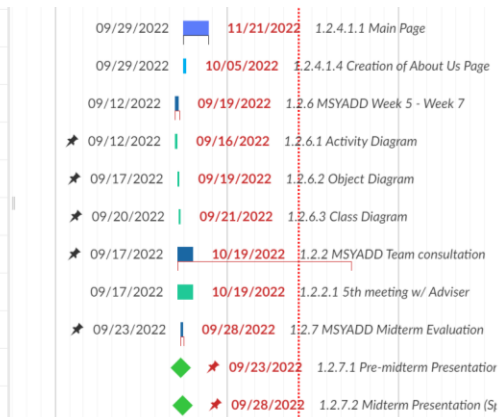 09/29/2022 11/21/2022 1.2.4.1.1 Main Page
09/29/2022 10/05/2022 1.2.4.1.4 Creation of About Us Page
09/12/2022 09/19/2022 1.2.6 MSYADD Week 5 - Week 7
09/12/2022 09/16/2022 1.2.6.1 Activity Diagram
09/17/2022 09/19/2022 1.2.6.2 Object Diagram
09/20/2022 09/21/2022 1.2.6.3 Class Diagram
09/17/2022 10/19/2022 1.2.2 MSYADD Team consultation
09/17/2022 10/19/2022 1.2.2.1 5th meeting w/ Adviser
09/23/2022 09/28/2022 1.2.7 MSYADD Midterm Evaluation
09/23/2022 1.2.7.1 Pre-midterm Presentation
09/28/2022 1.2.7.2 Midterm Presentation (Sp